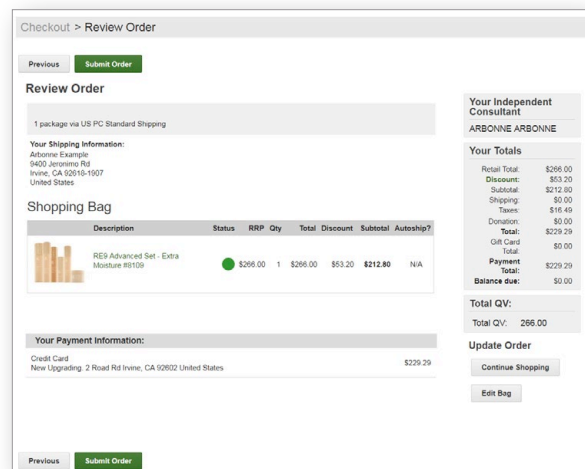 Checkout > Review Order
Previous Submit Order
Review Order
1 package via US PC Standard Shipping
Your Shipping Information:
Arbonne Example
9400 Jeronimo Rd
Irvine, CA 92618-1907
United States
Shopping Bag
Description Status RRP Qty Total Discount Subtotal Autoship?
RE9 Advanced Set - Extra
Moisture #8109
$266.00 1 $266.00 $53.20 $212.80 N/A
Your Payment Information:
Credit Card
New Upgrading. 2 Road Rd Irvine, CA 92602 United States
$229.29
Previous Submit Order
Your Independent
Consultant
ARBONNE ARBONNE
Your Totals
Retail Total: $266.00
Discount: $53.20
Subtotal: $212.80
Shipping: $0.00
Taxes: $16.49
Donation: $0.00
Total: $229.29
Gift Card
Total: $0.00
Payment
Total: $229.29
Balance due: $0.00
Total QV:
Total QV: 266.00
Update Order
Continue Shopping
Edit Bag